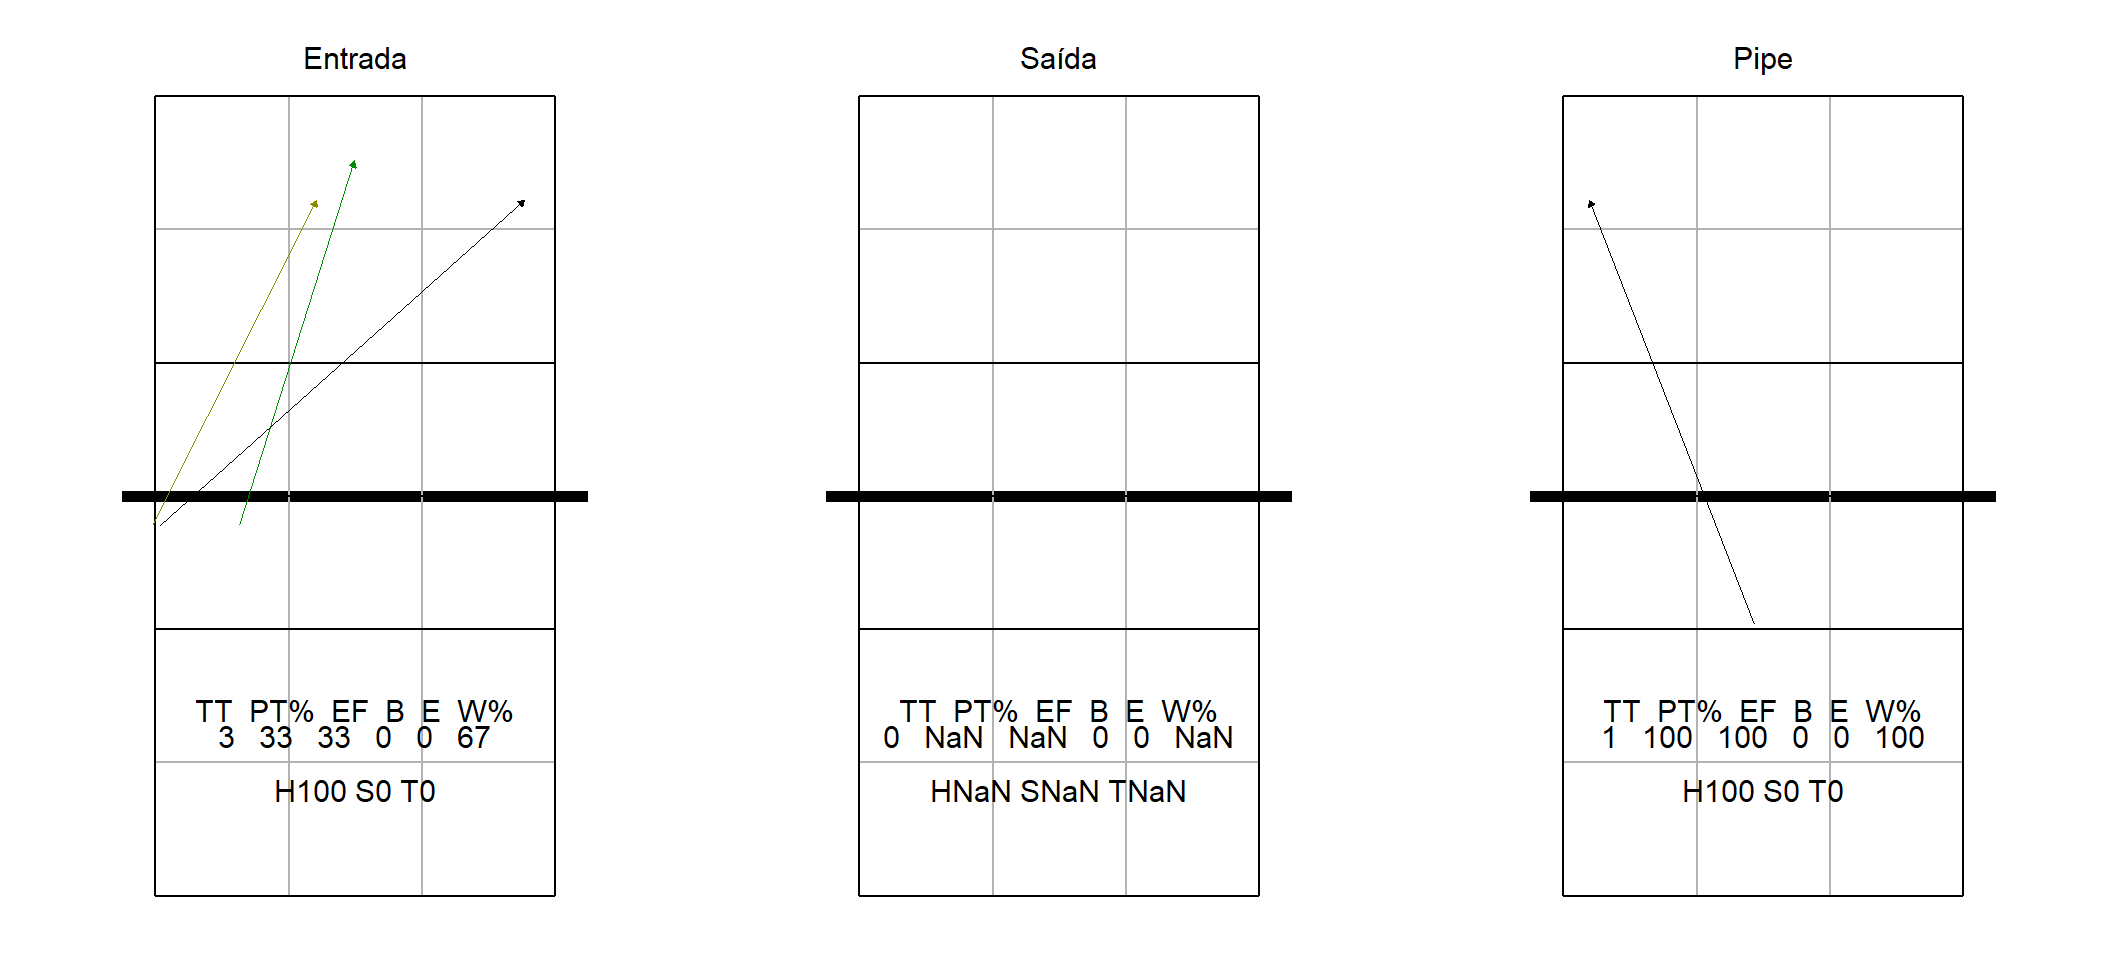 Entrada
TT PT% EF B E W%
3 33 33 0 0 67
H100 S0 T0
Saída
TT PT% EF B E W%
0 NaN NaN 0 0 NaN
HNaN SNaN TNaN
Pipe
TT PT% EF B E W%
1 100 100 0 0 100
H100 S0 T0